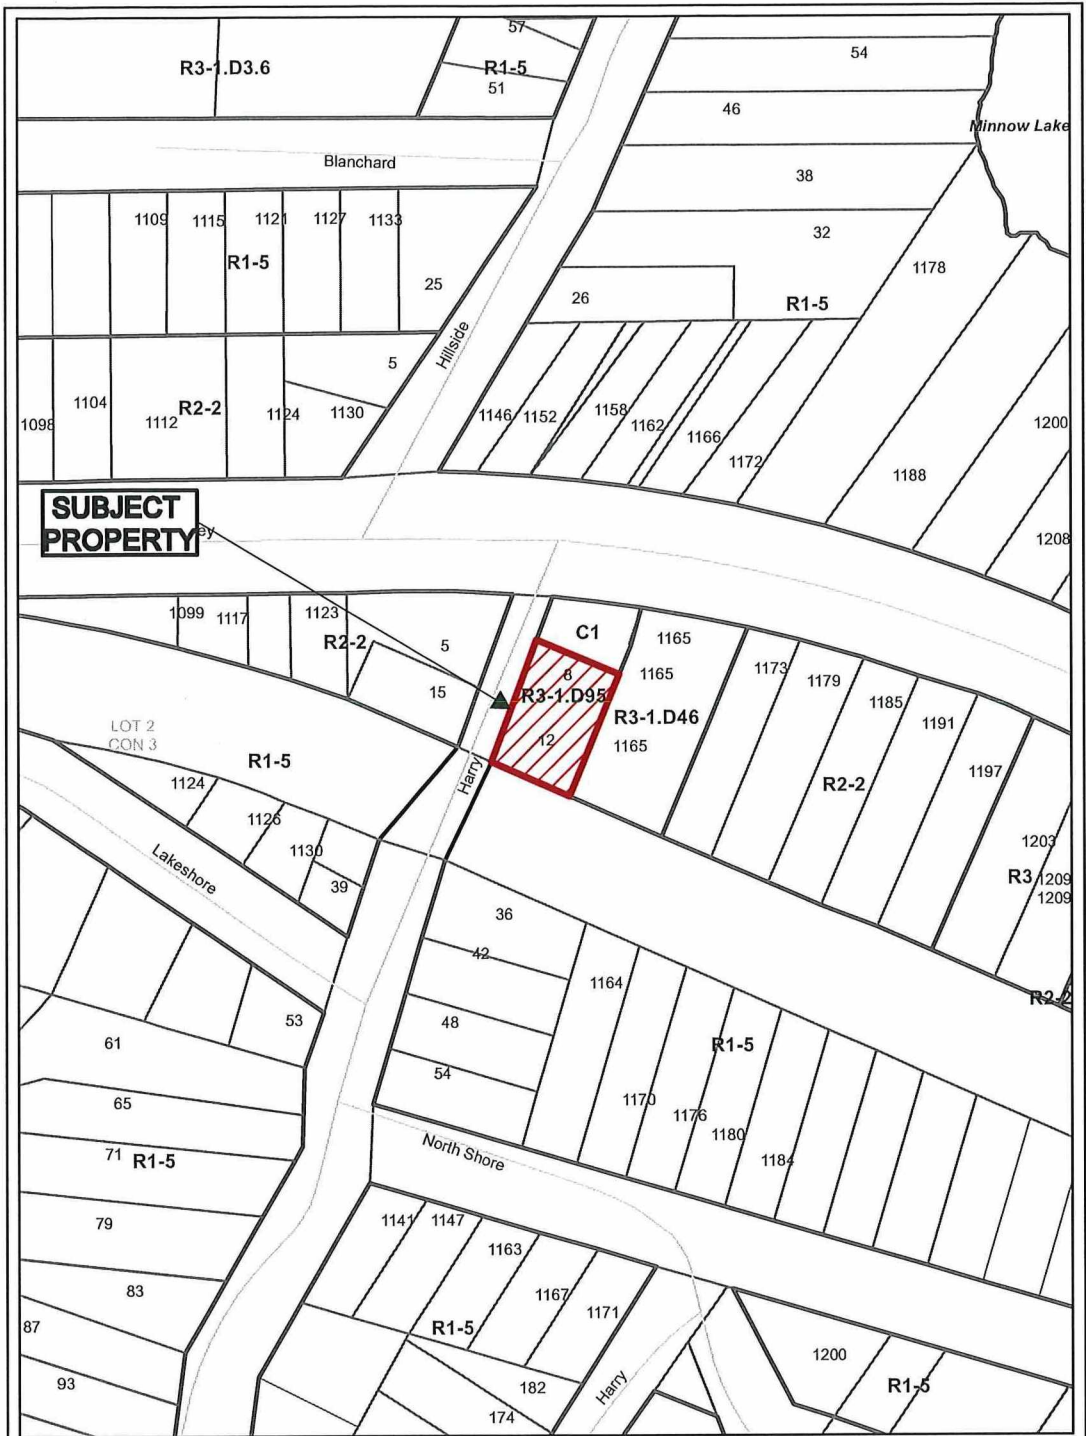 57
R3-1.D3.6
R1-5
51
54
46
Minnow Lake
Blanchard
38
1109
1115
1121
1127
1133
32
R1-5
1178
25
26
R1-5
Hillside
5
1104
R2-2
1098
1112
1124
1130
1146
1152
1158
1162
1166
1172
1188
1200
1208
SUBJECT
PROPERTY
ey
1099
1117
1123
R2-2
5
15
C1
1165
8
1165
R3-1.D95
R3-1.D46
12
1165
1173
1179
1185
1191
R2-2
1197
1203
R3
1209
1209
R2-2
LOT 2
CON 3
R1-5
Harry
1124
1126
1130
39
Lakeshore
36
42
48
54
1164
R1-5
1170
1176
1180
1184
53
61
65
71
R1-5
79
83
87
93
North Shore
1141
1147
1163
1167
1171
R1-5
182
174
Harry
1200
R1-5